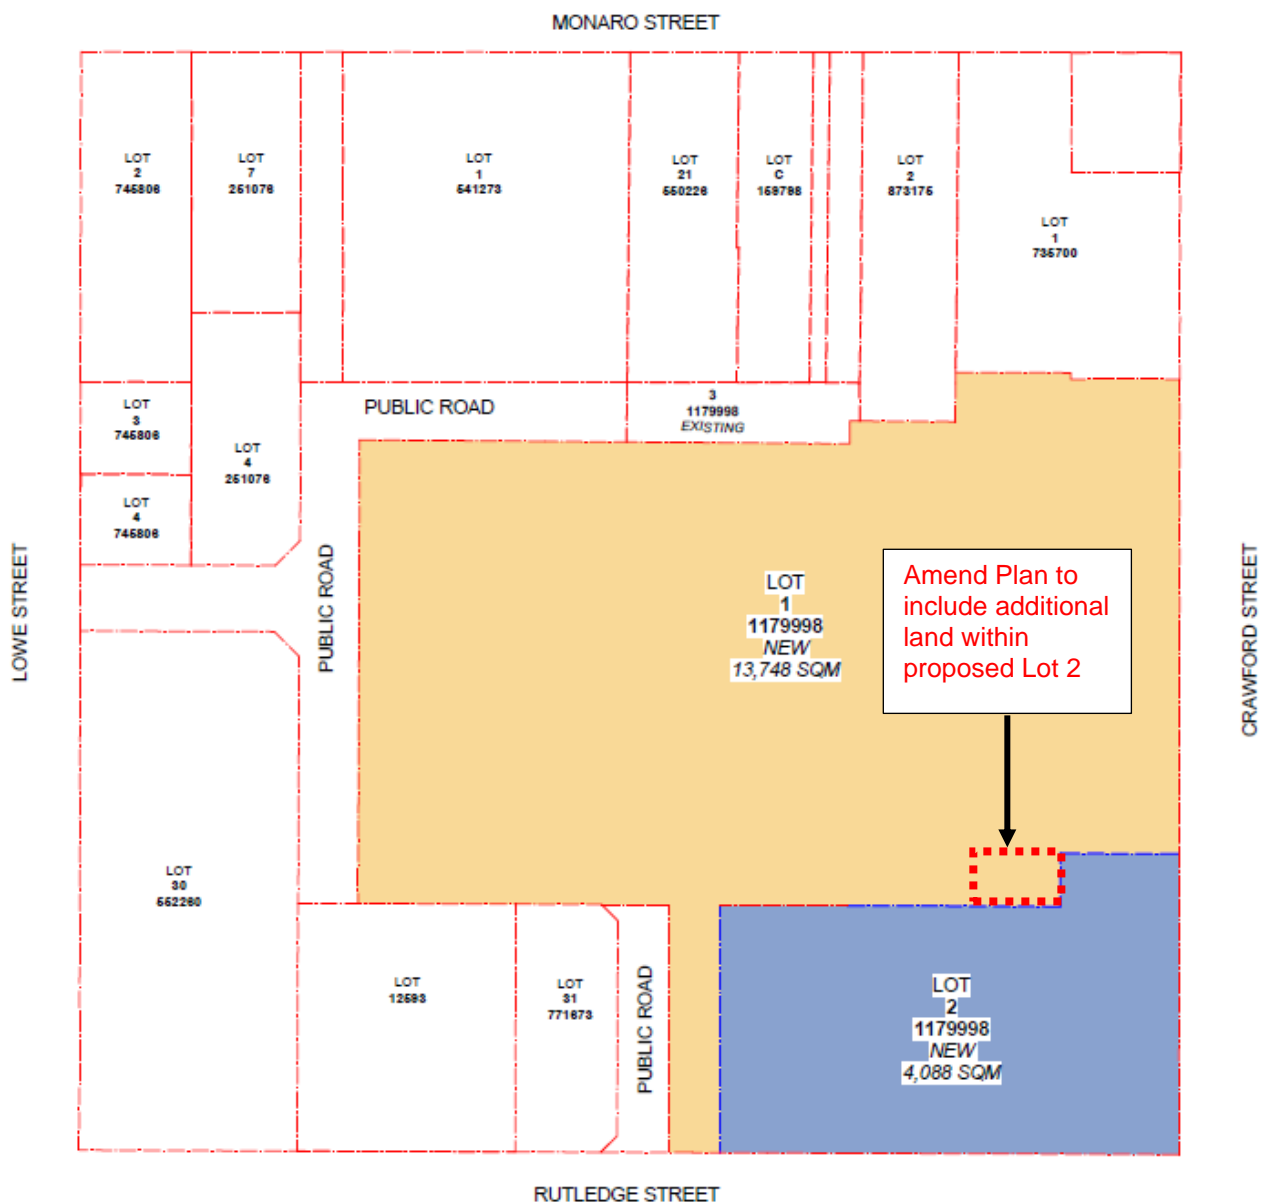 MONARO STREET
LOT
2
745806
LOT
7
251076
LOT
1
541273
LOT
21
550226
LOT
C
159798
LOT
2
873175
LOT
1
735700
LOT
3
745806
LOT
4
745806
LOT
4
251076
PUBLIC ROAD
3
1179998
EXISTING
LOWE STREET
PUBLIC ROAD
LOT
1
1179998
NEW
13,748 SQM
Amend Plan to
include additional
land within
proposed Lot 2
CRAWFORD STREET
LOT
30
552260
LOT
12593
LOT
31
771673
PUBLIC ROAD
LOT
2
1179998
NEW
4,088 SQM
RUTLEDGE STREET